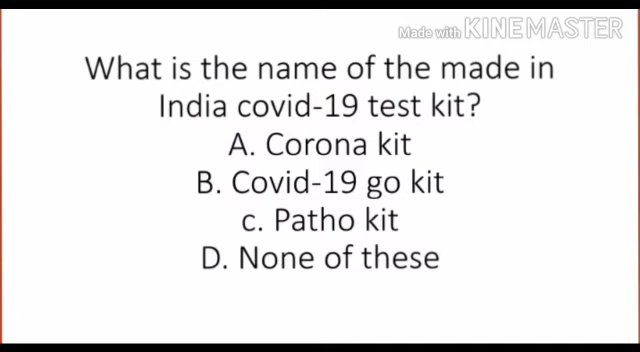 Made with KINEMASTER
What is the name of the made in
India covid-19 test kit?
A. Corona kit
B. Covid-19 go kit
c. Patho kit
D. None of these